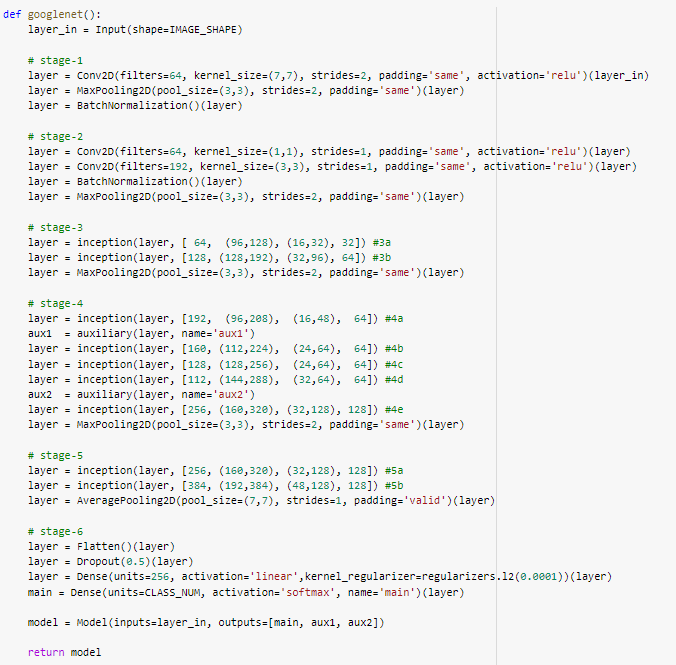 def googlenet():
    layer_in = Input(shape=IMAGE_SHAPE)

    # stage-1
    layer = Conv2D(filters=64, kernel_size=(7,7), strides=2, padding='same', activation='relu')(layer_in)
    layer = MaxPooling2D(pool_size=(3,3), strides=2, padding='same')(layer)
    layer = BatchNormalization()(layer)

    # stage-2
    layer = Conv2D(filters=64, kernel_size=(1,1), strides=1, padding='same', activation='relu')(layer)
    layer = Conv2D(filters=192, kernel_size=(3,3), strides=1, padding='same', activation='relu')(layer)
    layer = BatchNormalization()(layer)
    layer = MaxPooling2D(pool_size=(3,3), strides=2, padding='same')(layer)

    # stage-3
    layer = inception(layer, [ 64,  (96,128), (16,32), 32]) #3a
    layer = inception(layer, [128, (128,192), (32,96), 64]) #3b
    layer = MaxPooling2D(pool_size=(3,3), strides=2, padding='same')(layer)

    # stage-4
    layer = inception(layer, [192,  (96,208),  (16,48),  64]) #4a
    aux1  = auxiliary(layer, name='aux1')
    layer = inception(layer, [160, (112,224),  (24,64),  64]) #4b
    layer = inception(layer, [128, (128,256),  (24,64),  64]) #4c
    layer = inception(layer, [112, (144,288),  (32,64),  64]) #4d
    aux2  = auxiliary(layer, name='aux2')
    layer = inception(layer, [256, (160,320), (32,128), 128]) #4e
    layer = MaxPooling2D(pool_size=(3,3), strides=2, padding='same')(layer)

    # stage-5
    layer = inception(layer, [256, (160,320), (32,128), 128]) #5a
    layer = inception(layer, [384, (192,384), (48,128), 128]) #5b
    layer = AveragePooling2D(pool_size=(7,7), strides=1, padding='valid')(layer)

    # stage-6
    layer = Flatten()(layer)
    layer = Dropout(0.5)(layer)
    layer = Dense(units=256, activation='linear',kernel_regularizer=regularizers.l2(0.0001))(layer)
    main = Dense(units=CLASS_NUM, activation='softmax', name='main')(layer)

    model = Model(inputs=layer_in, outputs=[main, aux1, aux2])

    return model